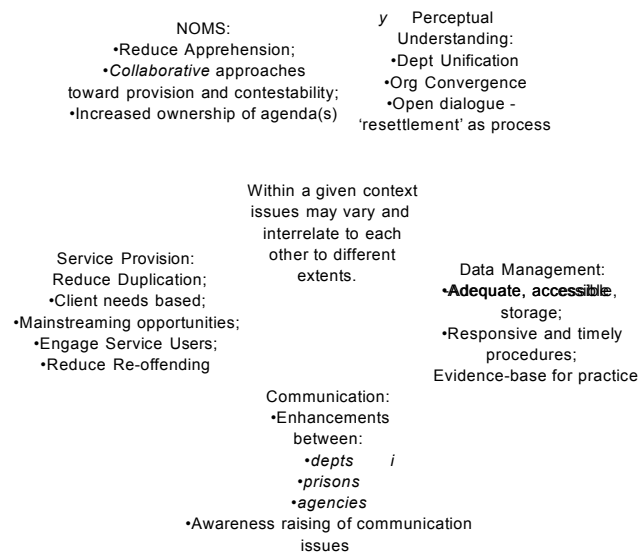 NOMS:
•Reduce Apprehension;
•Collaborative approaches
toward provision and contestability;
•Increased ownership of agenda(s)
y Perceptual
Understanding:
•Dept Unification
•Org Convergence
•Open dialogue -
‘resettlement’ as process
Within a given context
issues may vary and
interrelate to each
other to different
extents.
Service Provision:
Reduce Duplication;
•Client needs based;
•Mainstreaming opportunities;
•Engage Service Users;
•Reduce Re-offending
Data Management:
•Adequate, accessible,
storage;
•Responsive and timely
procedures;
Evidence-base for practice
Communication:
•Enhancements
between:
•depts i
•prisons
•agencies
•Awareness raising of communication
issues